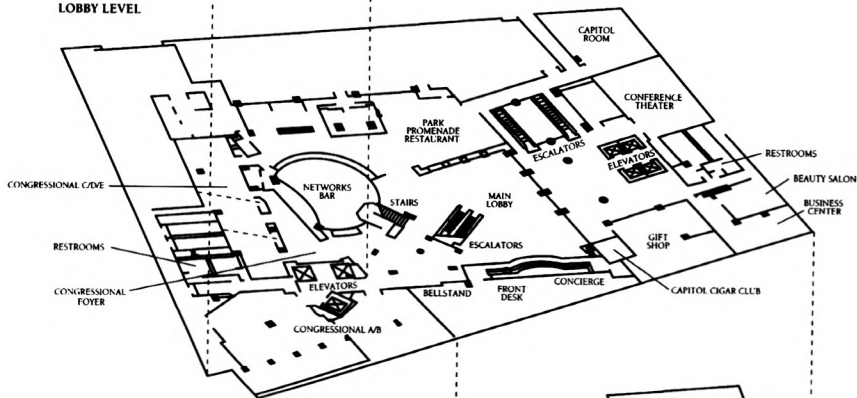 LOBBY LEVEL
CAPITOL
ROOM
CONFERENCE
THEATER
PARK
PROMENADE
RESTAURANT
ESCALATORS
ELEVATORS
RESTROOMS
BEAUTY SALON
BUSINESS
CENTER
CONGRESSIONAL C/D/E
NETWORKS
BAR
STAIRS
MAIN
LOBBY
ESCALATORS
GIFT
SHOP
RESTROOMS
CONGRESSIONAL
FOYER
ELEVATORS
BELLSTAND
FRONT
DESK
CONCIERGE
CAPITOL CIGAR CLUB
CONGRESSIONAL A/B